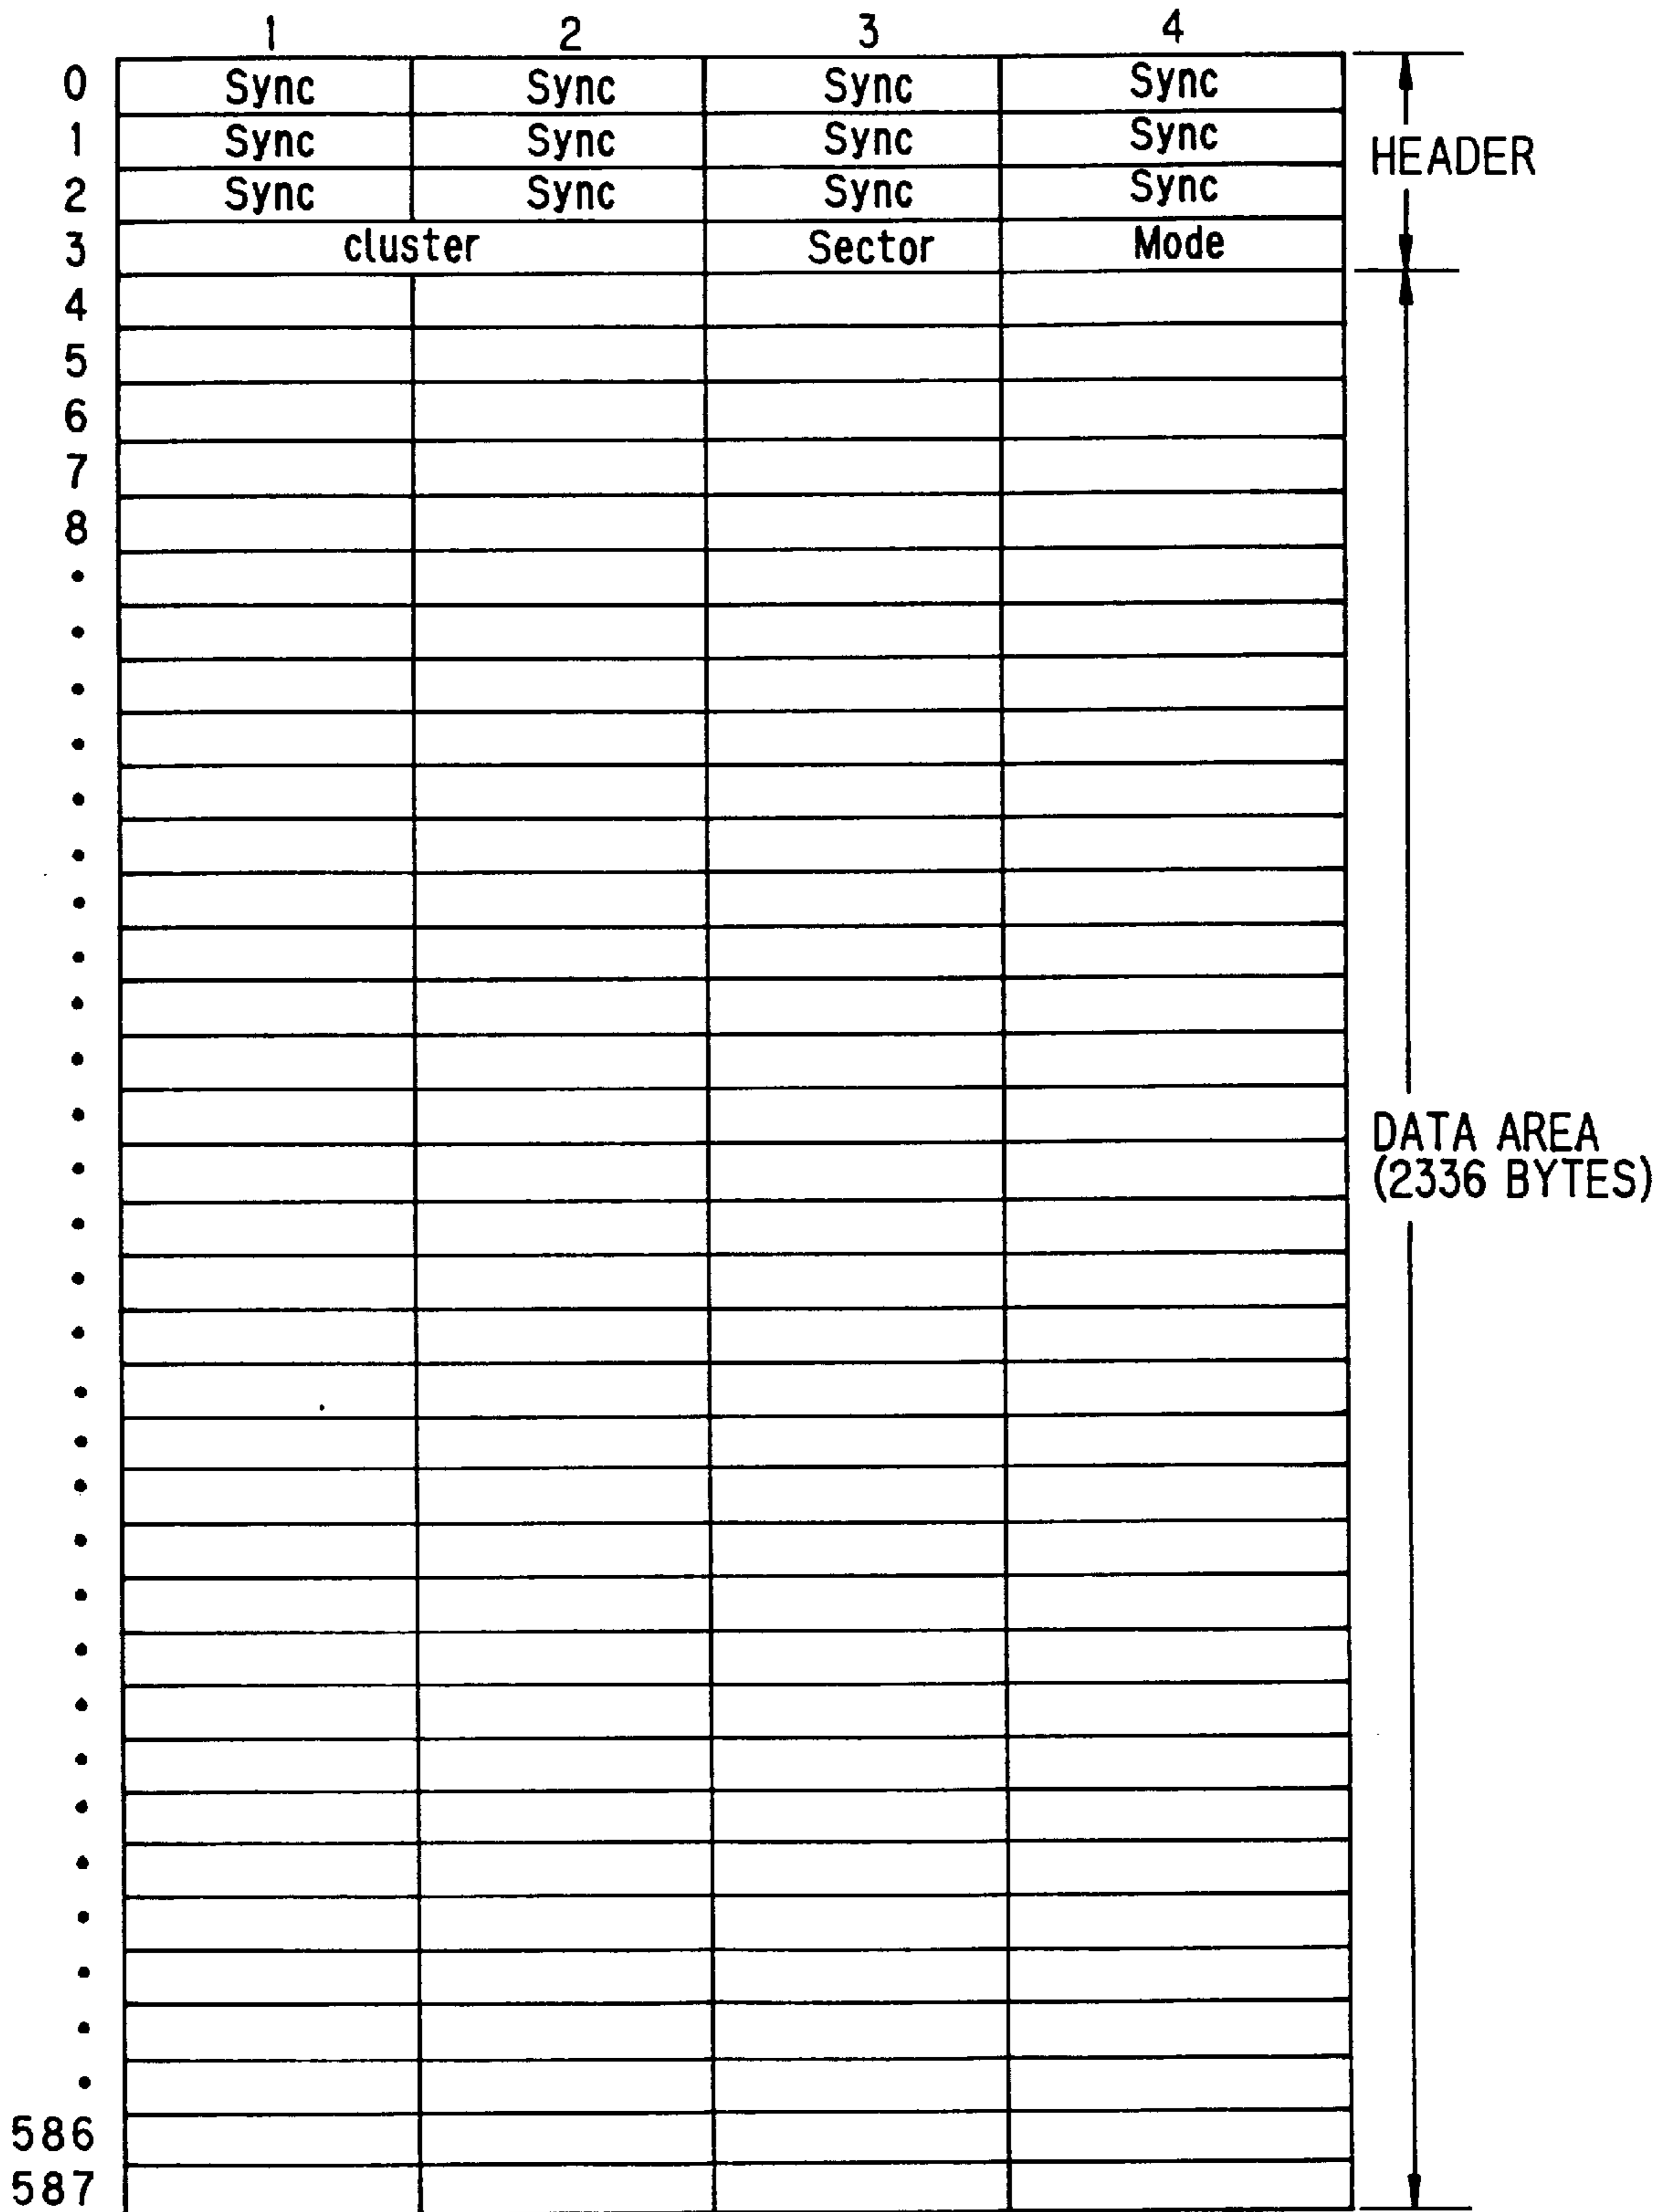 1 2 3 4
0 Sync Sync Sync Sync
1 Sync Sync Sync Sync
2 Sync Sync Sync Sync
3 cluster Sector Mode
HEADER
4
5
6
7
8
DATA AREA
(2336 BYTES)
586
587